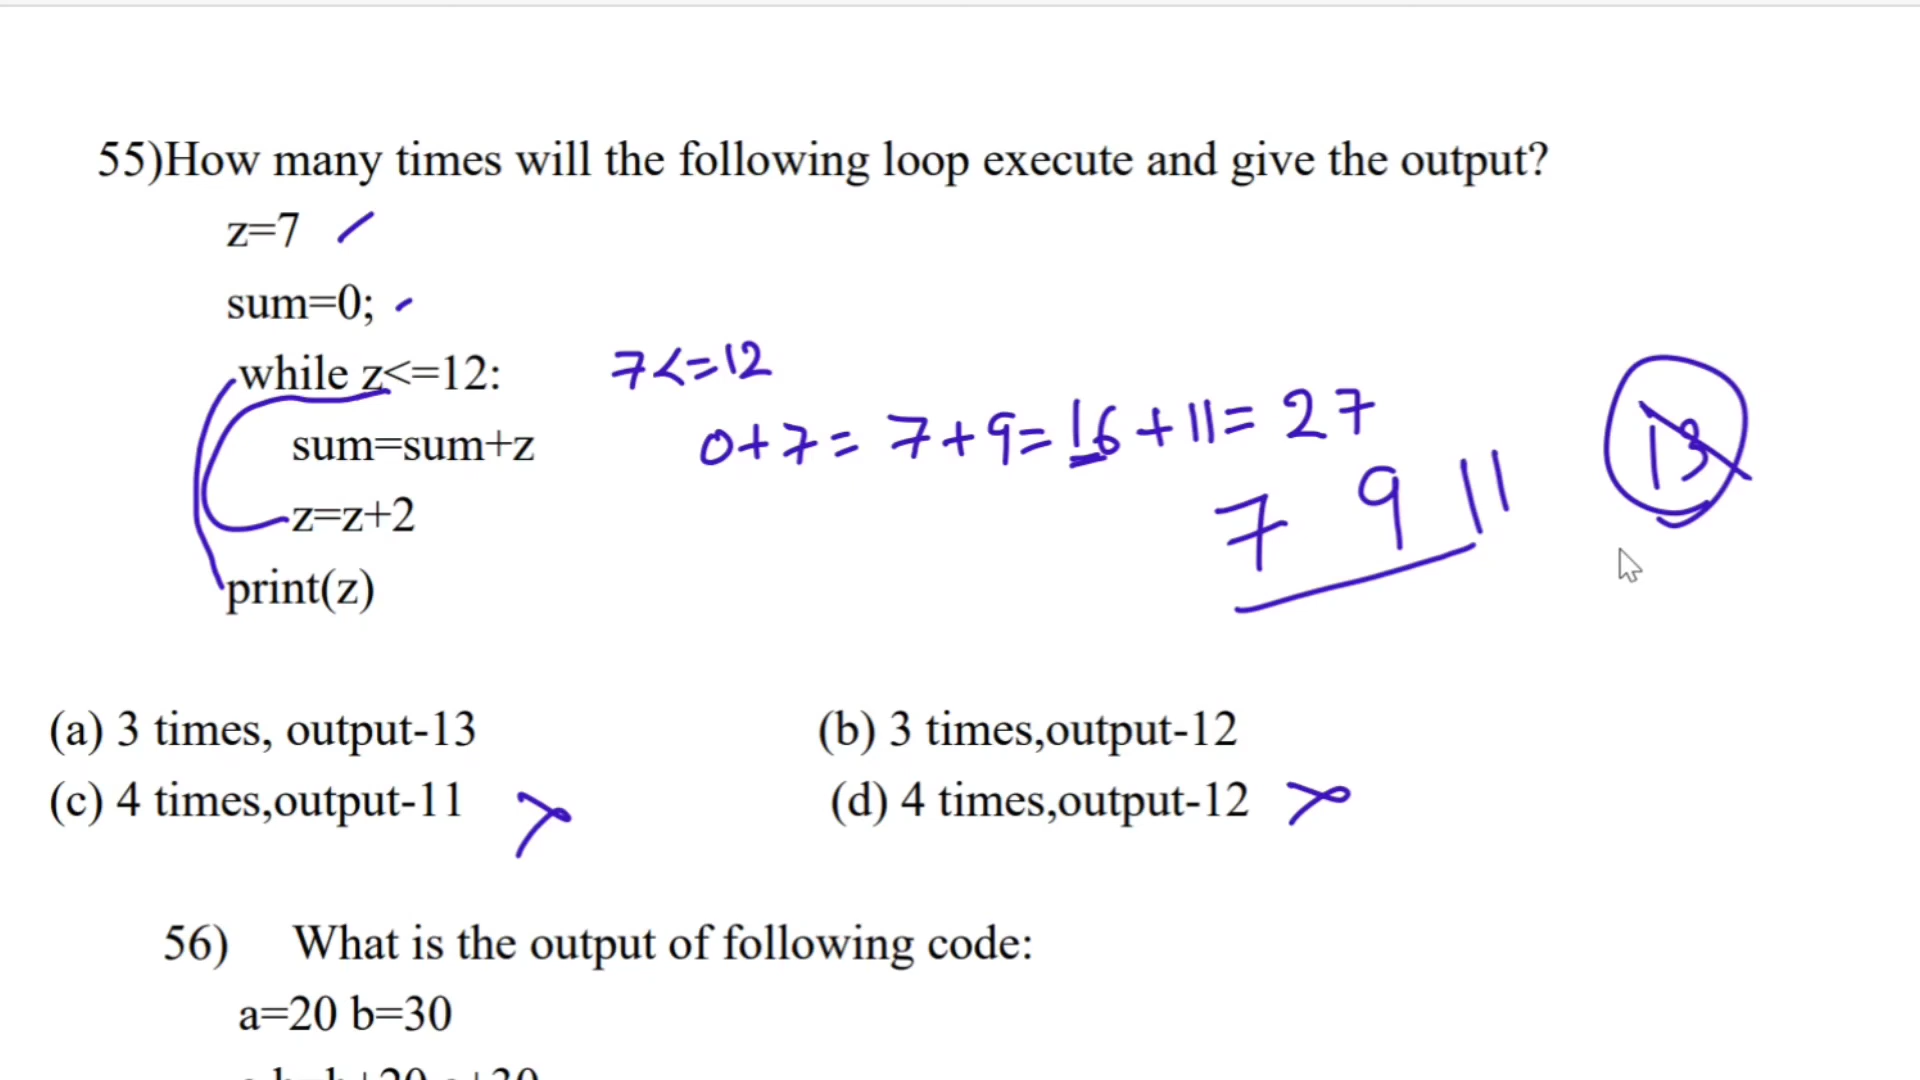 55)How many times will the following loop execute and give the output?
z=7
sum=0;
while z<=12:
7<=12
sum=sum+z
0+7= 7+9=16+11=27
13
z=z+2
7 9 11
print(z)
(a) 3 times, output-13
(b) 3 times,output-12
(c) 4 times,output-11
(d) 4 times,output-12
56) What is the output of following code:
a=20 b=30